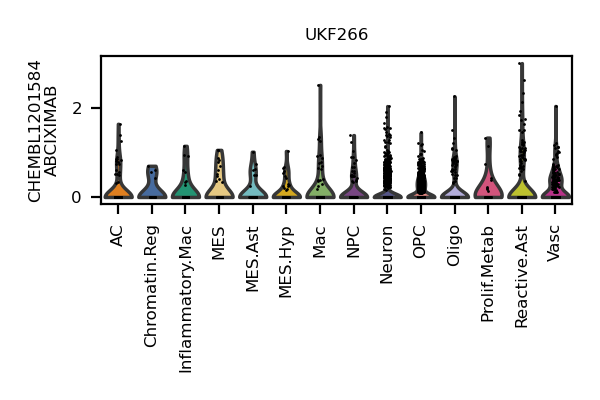 UKF266
CHEMBL1201584
ABCIXIMAB
2
0
AC
Chromatin.Reg
Inflammatory.Mac
MES
MES.Ast
MES.Hyp
Mac
NPC
Neuron
OPC
Oligo
Prolif.Metab
Reactive.Ast
Vasc